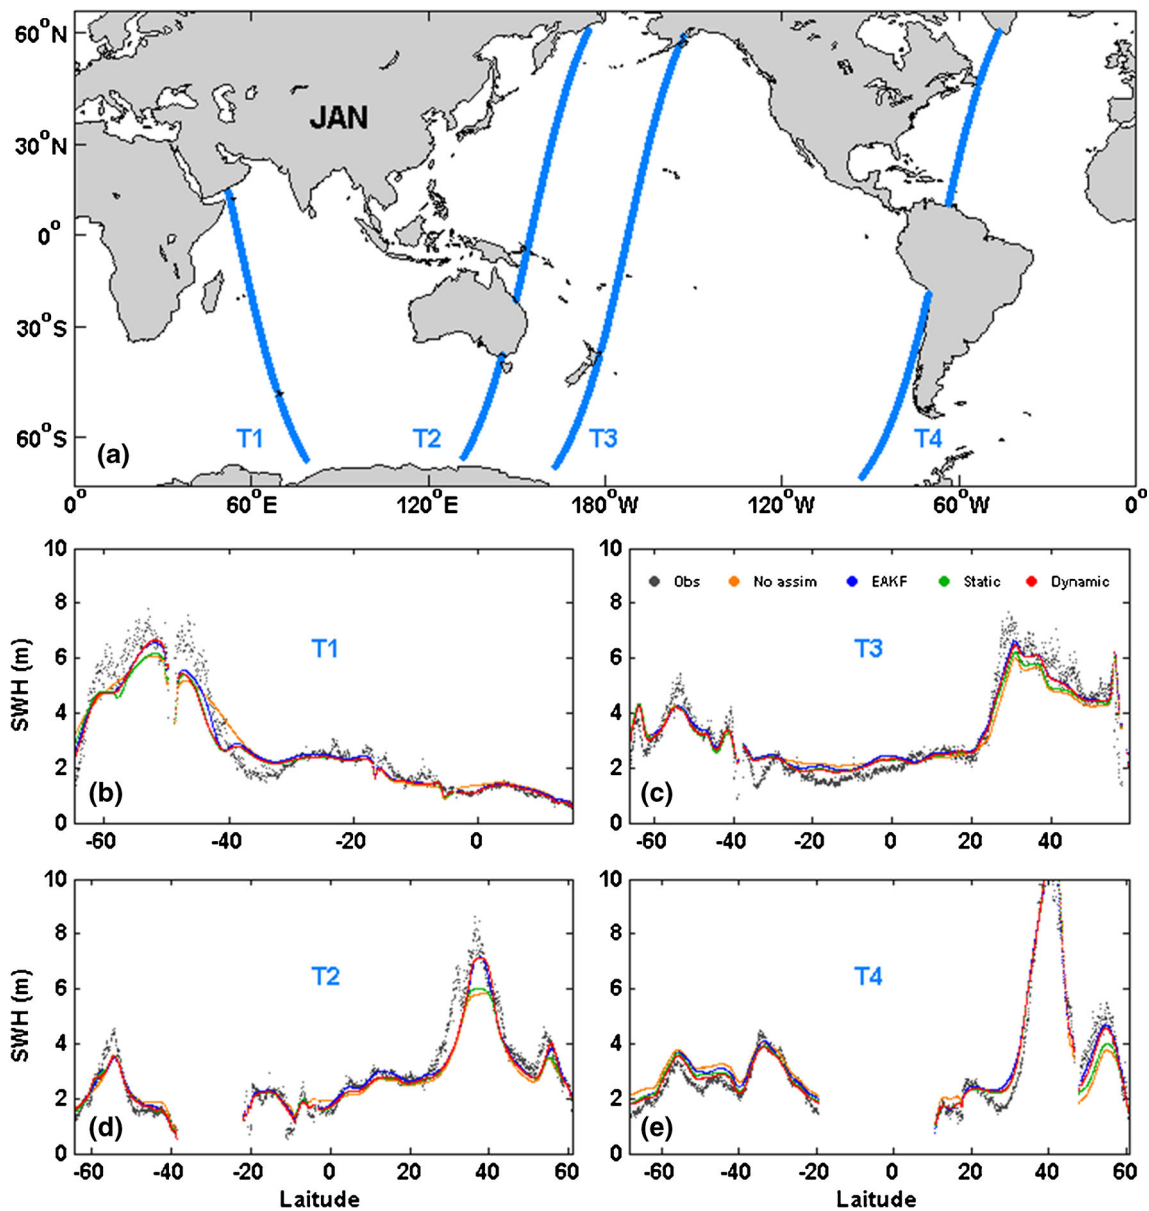 60°N
30°N
0°
30°S
60°S
JAN
T1
T2
T3
T4
(a)
0° 60°E 120°E 180°W 120°W 60°W 0°
SWH (m)
10
8
6
4
2
0
T1
(b)
-60 -40 -20 0
10
8
6
4
2
0
Obs No assim EAKF Static Dynamic
T3
(c)
-60 -40 -20 0 20 40
SWH (m)
10
8
6
4
2
0
T2
(d)
-60 -40 -20 0 20 40 60
Laitude
10
8
6
4
2
0
T4
(e)
-60 -40 -20 0 20 40 60
Laitude